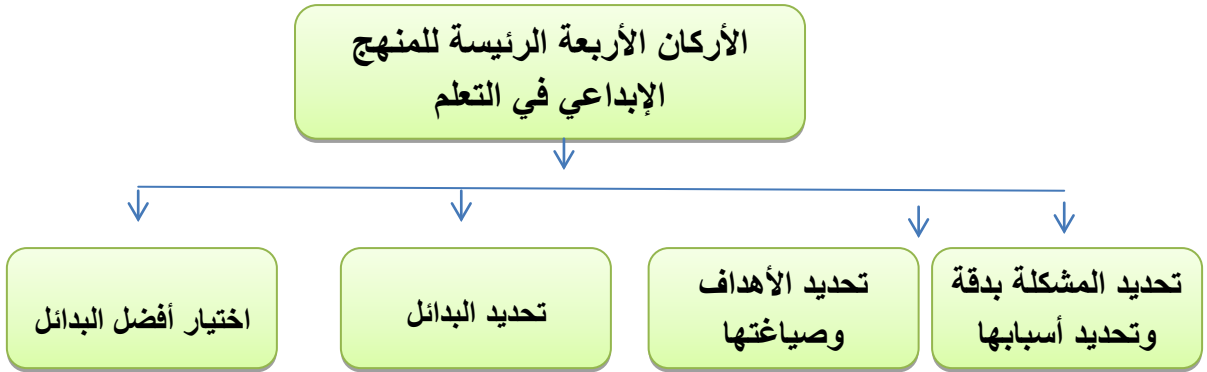 الأركان الأربعة الرئيسة للمنهج
الإبداعي في التعلم
تحديد المشكلة بدقة
وتحديد أسبابها
تحديد الأهداف
وصياغتها
تحديد البدائل
اختيار أفضل البدائل